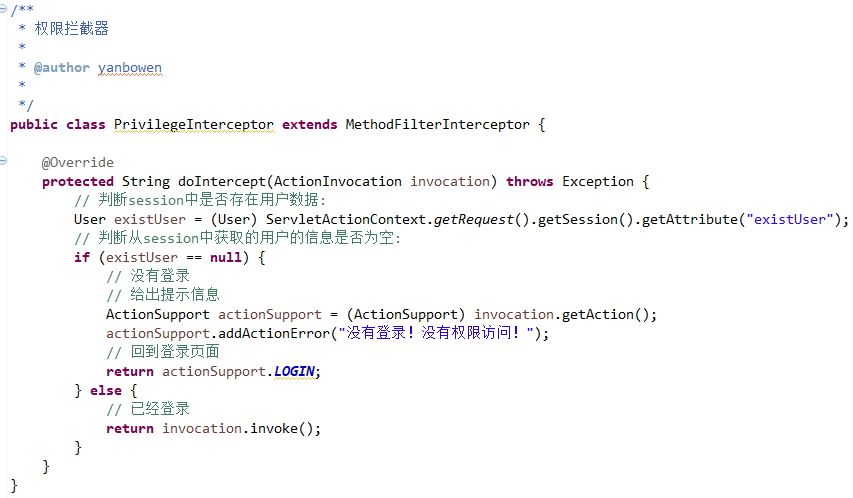 /**
 * 权限拦截器
 *
 * @author yanbowen
 *
 */
public class PrivilegeInterceptor extends MethodFilterInterceptor {
    @Override
    protected String doIntercept(ActionInvocation invocation) throws Exception {
        // 判断session中是否存在用户数据:
        User existUser = (User) ServletActionContext.getRequest().getSession().getAttribute("existUser");
        // 判断从session中获取的用户的信息是否为空:
        if (existUser == null) {
            // 没有登录
            // 给出提示信息
            ActionSupport actionSupport = (ActionSupport) invocation.getAction();
            actionSupport.addActionError("没有登录！没有权限访问！");
            // 回到登录页面
            return actionSupport.LOGIN;
        } else {
            // 已经登录
            return invocation.invoke();
        }
    }
}